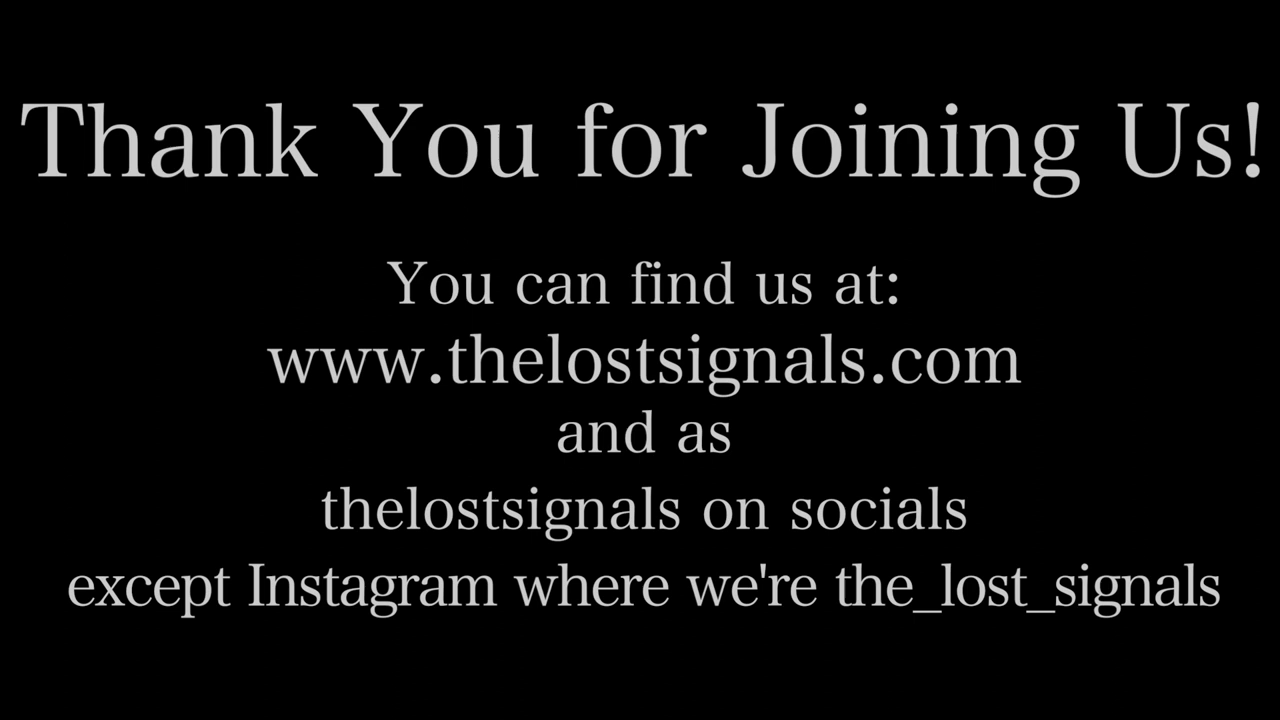 Thank You for Joining Us!
You can find us at:
www.thelostsignals.com
and as
thelostsignals on socials
except Instagram where we're the_lost_signals